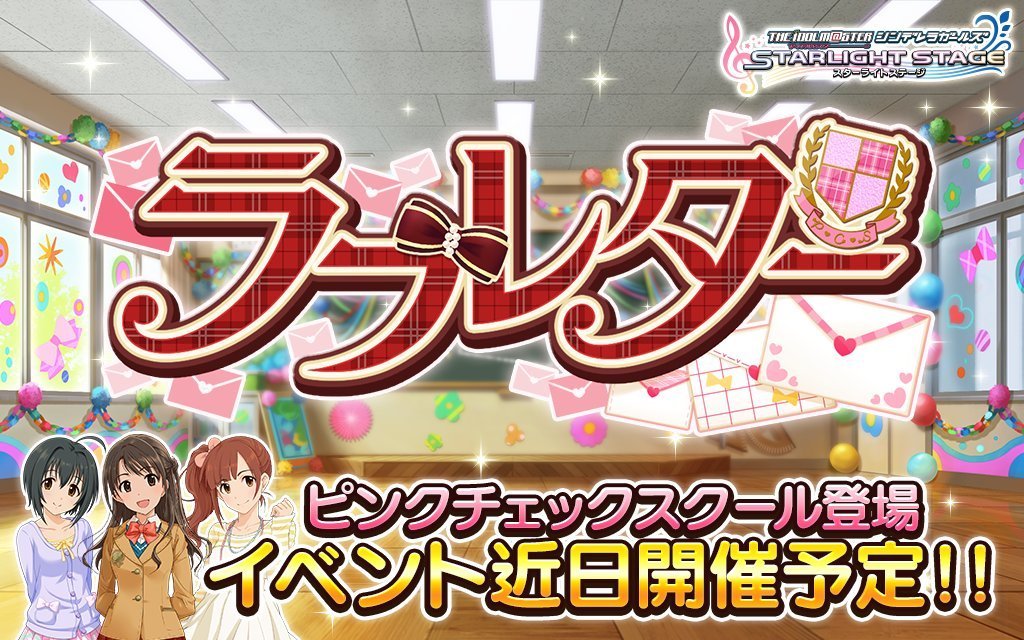 THE IDOLM@STER シンデレラガールズ
STARLIGHT STAGE
スターライトステージ
ラブレター
P.C.S
ピンクチェックスクール登場
イベント近日開催予定!!